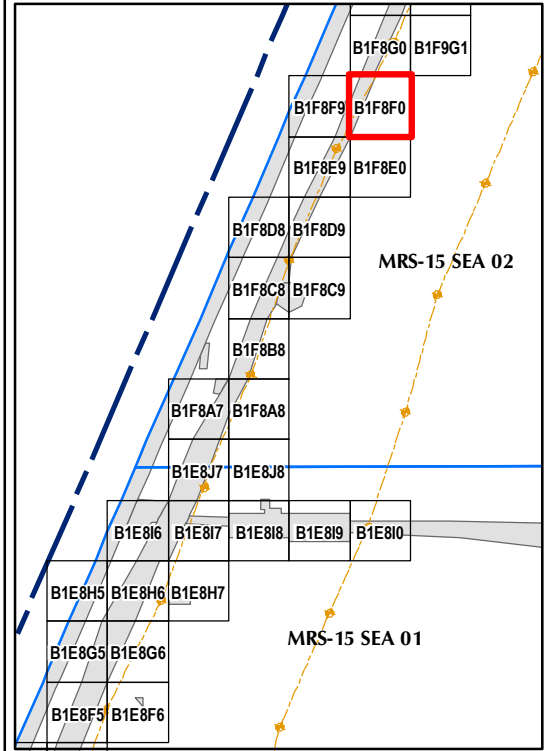 B1F8G0 B1F9G1
B1F8F9 B1F8F0
B1F8E9 B1F8E0
B1F8D8 B1F8D9
MRS-15 SEA 02
B1F8C8 B1F8C9
B1F8B8
B1F8A7 B1F8A8
B1E8J7 B1E8J8
B1E8I6 B1E8I7 B1E8I8 B1E8I9 B1E8I0
B1E8H5 B1E8H6 B1E8H7
MRS-15 SEA 01
B1E8G5 B1E8G6
B1E8F5 B1E8F6